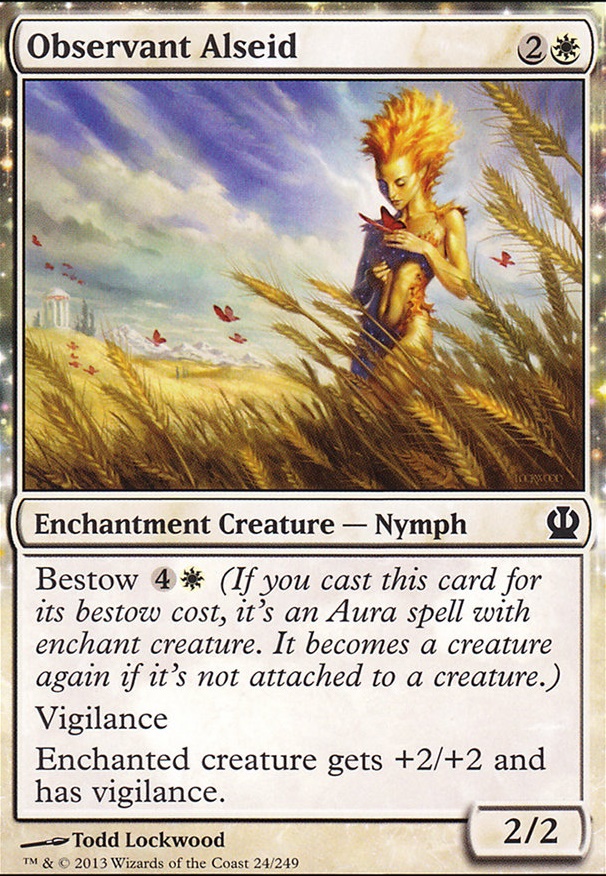 Observant Alseid 2
LOCKWOOD
Enchantment Creature — Nymph
Bestow 4 (If you cast this card for
its bestow cost, it's an Aura spell with
enchant creature. It becomes a creature
again if it's not attached to a creature.)
Vigilance
Enchanted creature gets +2/+2 and
has vigilance.
2/2
Todd Lockwood
™ & © 2013 Wizards of the Coast 24/249